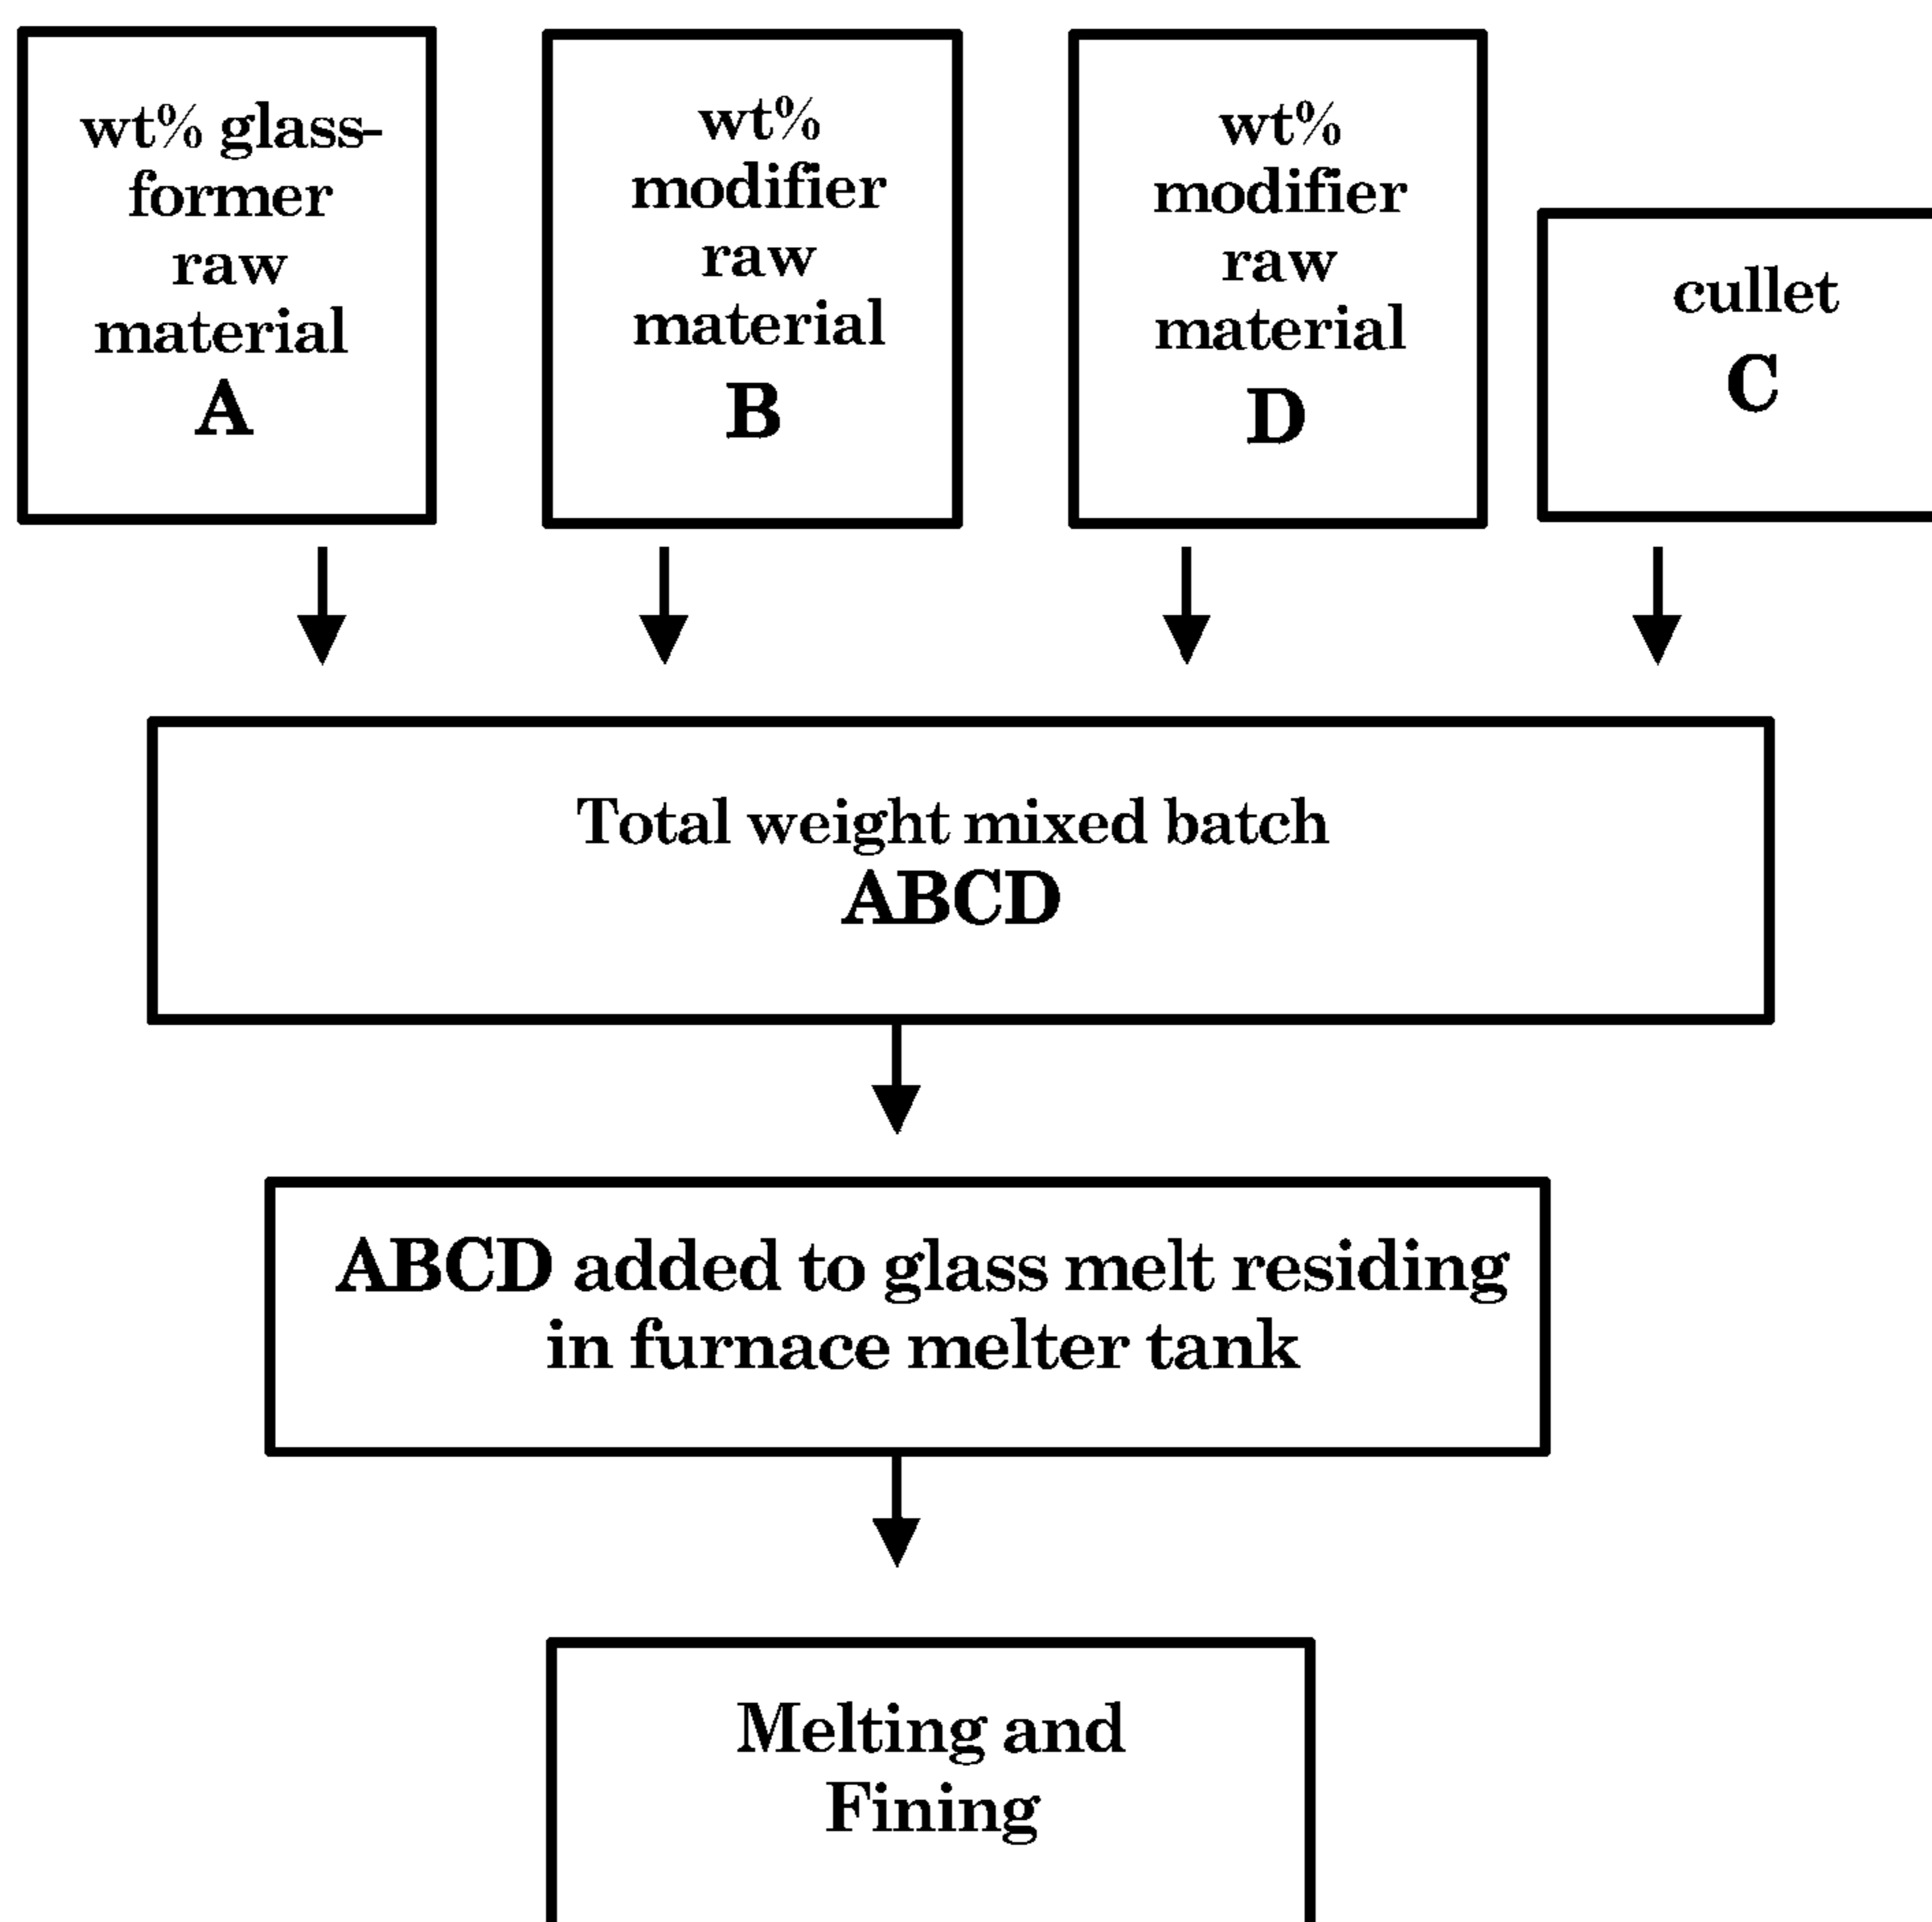 wt% glass-
former
raw
material
A
wt%
modifier
raw
material
B
wt%
modifier
raw
material
D
cullet
C
Total weight mixed batch
ABCD
ABCD added to glass melt residing
in furnace melter tank
Melting and
Fining